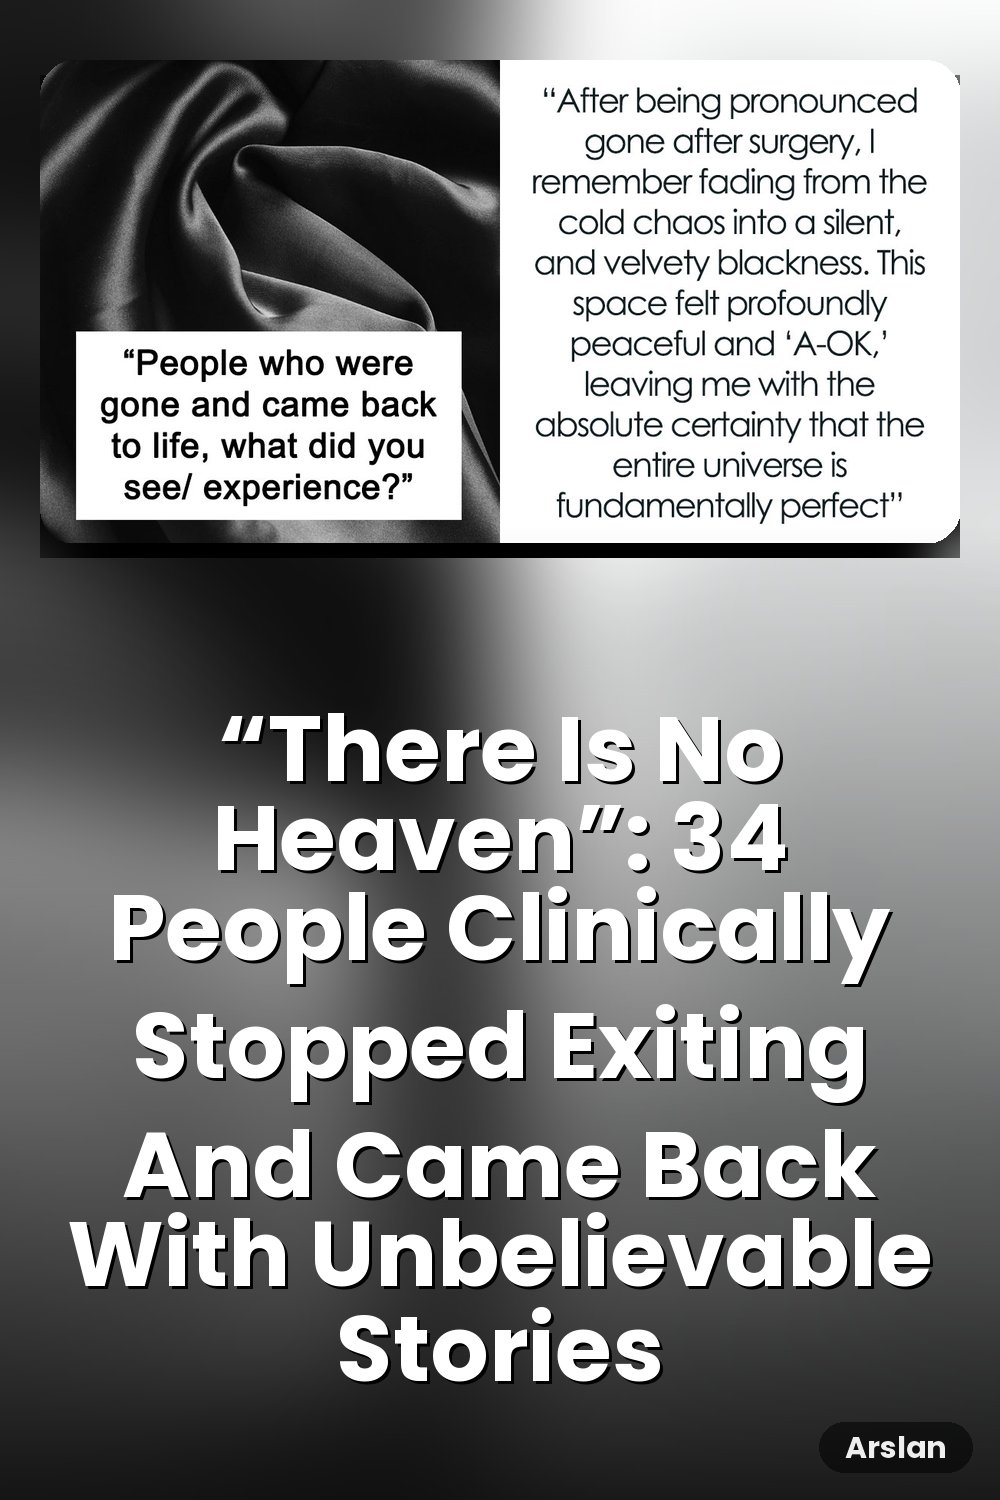 “People who were
gone and came back
to life, what did you
see/ experience?”
“After being pronounced
gone after surgery, I
remember fading from the
cold chaos into a silent,
and velvety blackness. This
space felt profoundly
peaceful and ‘A-OK,’
leaving me with the
absolute certainty that the
entire universe is
fundamentally perfect”
“There Is No
Heaven”: 34
People Clinically
Stopped Exiting
And Came Back
With Unbelievable
Stories
Arslan